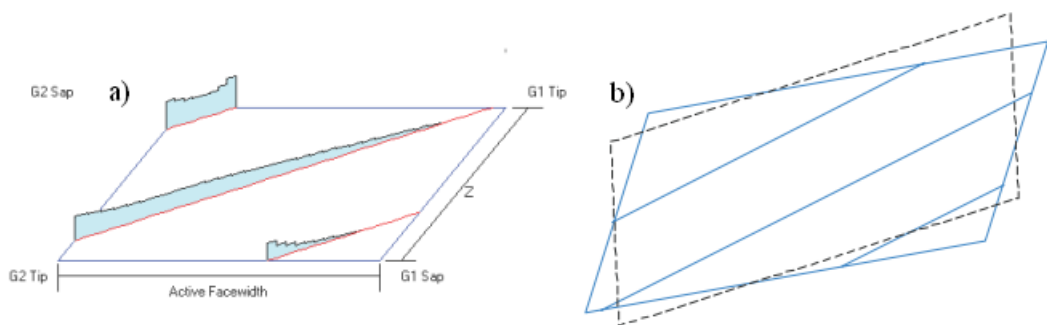 G2 Sap
a)
G1 Tip
b)
Z
G2 Tip
G1 Sap
Active Facewidth